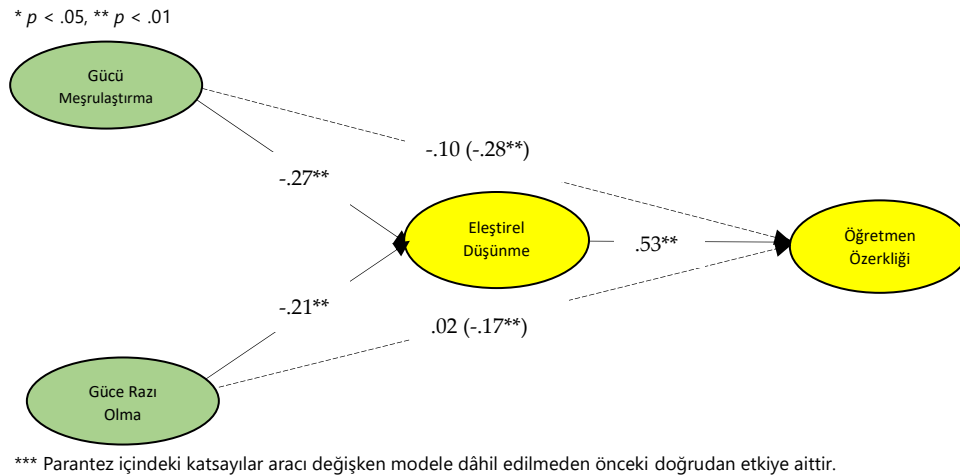 * p < .05, ** p < .01
Gücü
Meşrulaştırma
-.10 (-.28**)
-.27**
Eleştirel
Düşünme
.53**
Öğretmen
Özerkliği
-.21**
.02 (-.17**)
Güce Razı
Olma
*** Parantez içindeki katsayılar aracı değişken modele dâhil edilmeden önceki doğrudan etkiye aittir.